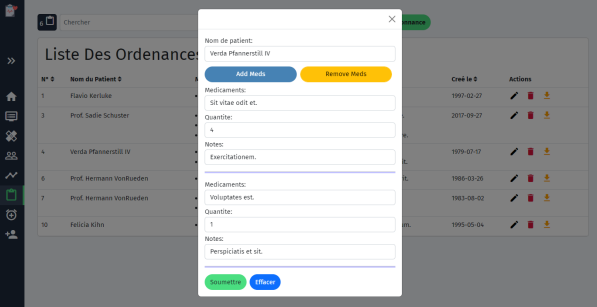 6
Chercher
nnance
Liste Des Ordenances
N° Nom du Patient Creé le Actions
1 Flavio Kerluke 1997-02-27
3 Prof. Sadie Schuster 2017-09-27
e.
4 Verda Pfannerstill IV 1979-07-17
it.
6 Prof. Hermann VonRueden t. 1986-03-26
7 Prof. Hermann VonRueden 1983-08-02
10 Felicia Kihn um. 1995-05-04
Nom de patient:
Verda Pfannerstill IV
Add Meds Remove Meds
Medicaments:
Sit vitae odit et.
Quantite:
4
Notes:
Exercitationem.
Medicaments:
Voluptates est.
Quantite:
1
Notes:
Perspiciatis et sit.
Soumettre Effacer